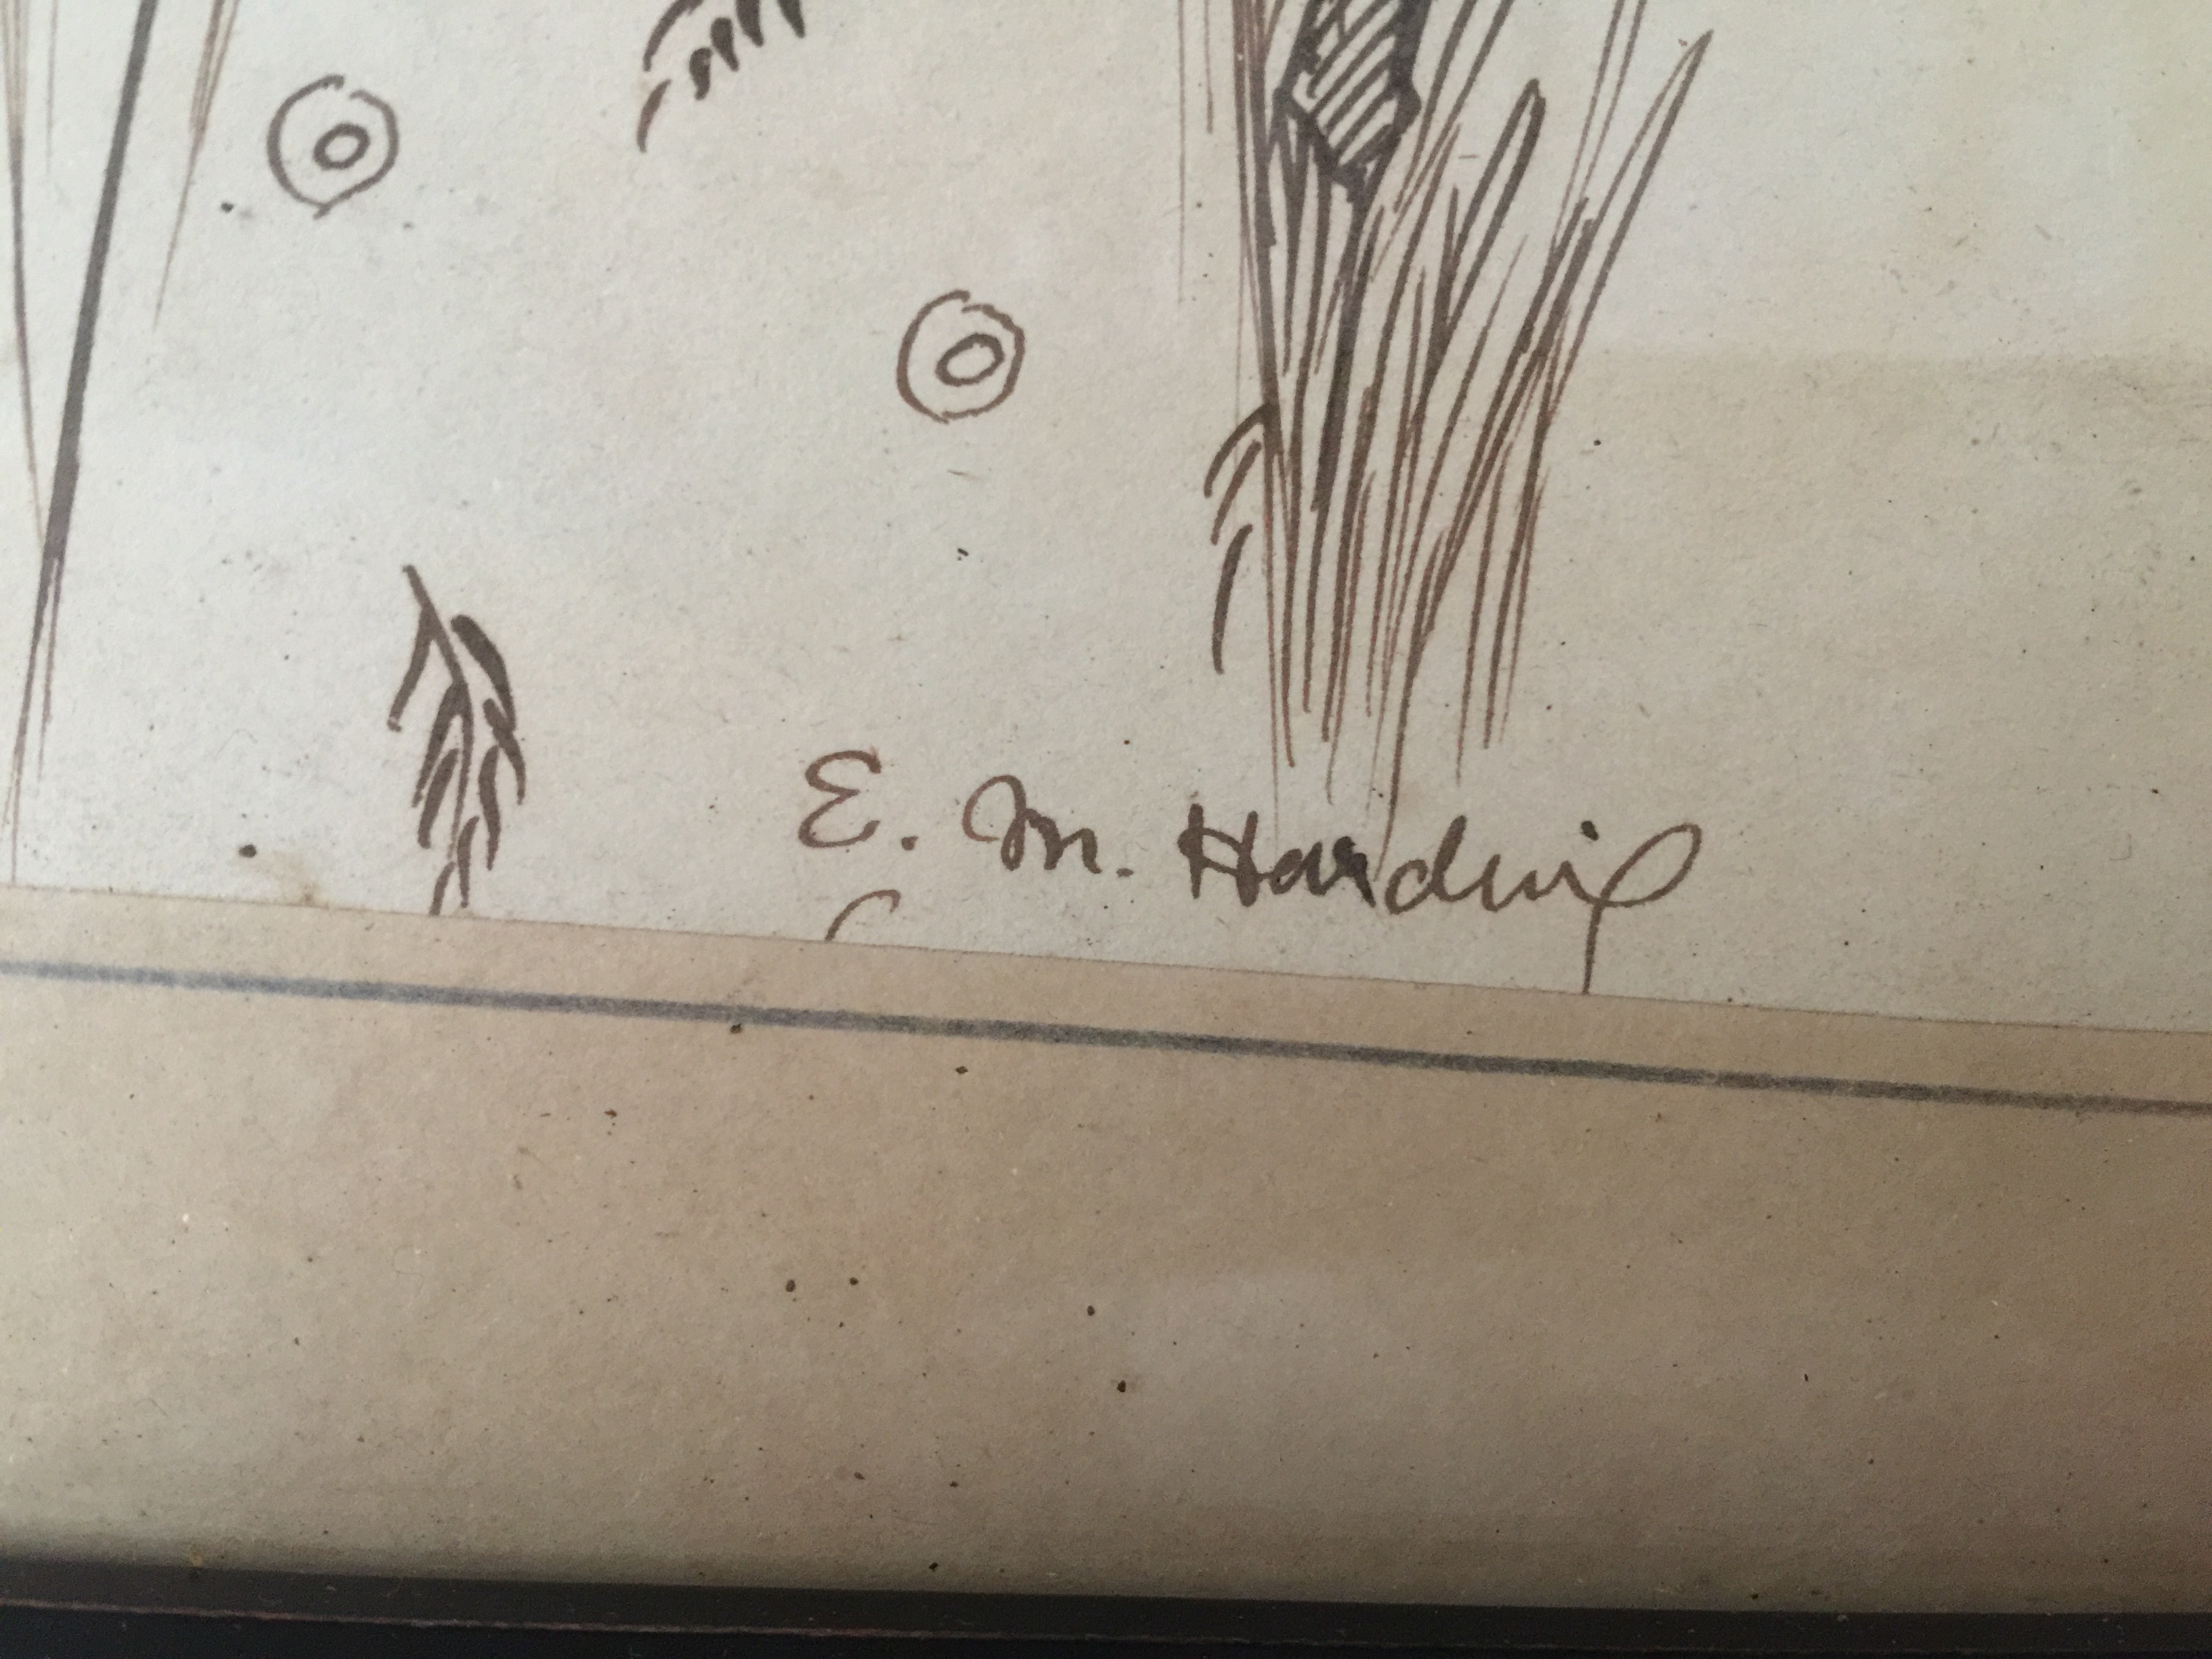 E. M. Harding